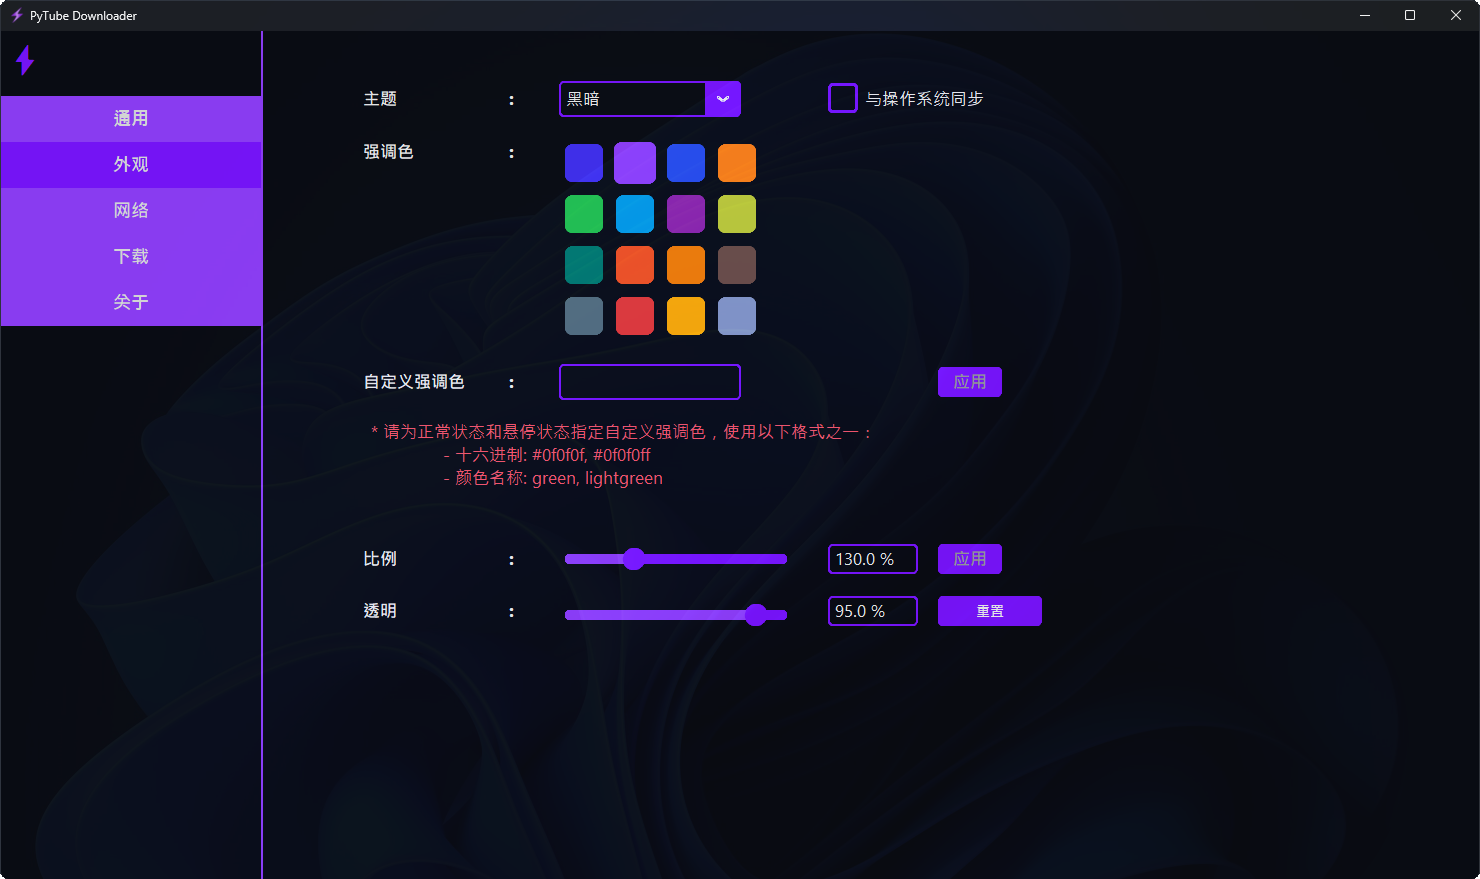 PyTube Downloader
通用
外观
网络
下载
关于
主题 : 黑暗 与操作系统同步
强调色 :
自定义强调色 : 应用
* 请为正常状态和悬停状态指定自定义强调色，使用以下格式之一：
- 十六进制: #0f0f0f, #0f0f0ff
- 颜色名称: green, lightgreen
比例 : 130.0 % 应用
透明 : 95.0 % 重置